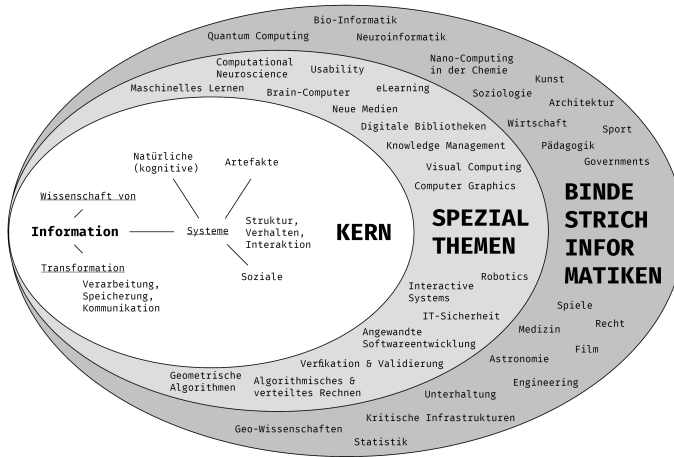 Bio-Informatik
Quantum Computing
Neuroinformatik
Computational
Neuroscience
Usability
Nano-Computing
in der Chemie
Kunst
Maschinelles Lernen
Brain-Computer
eLearning
Soziologie
Architektur
Neue Medien
Digitale Bibliotheken
Wirtschaft
Sport
Knowledge Management
Pädagogik
Governments
Natürliche
(kognitive)
Artefakte
Visual Computing
Computer Graphics
Wissenschaft von
Information
Systeme
Struktur,
Verhalten,
Interaktion
KERN
SPEZIAL
THEMEN
BINDE
STRICH
INFOR
MATIKEN
Transformation
Verarbeitung,
Speicherung,
Kommunikation
Soziale
Robotics
Interactive
Systems
IT-Sicherheit
Spiele
Angewandte
Softwareentwicklung
Medizin
Recht
Film
Verfikation & Validierung
Astronomie
Geometrische
Algorithmen
Algorithmisches &
verteiltes Rechnen
Engineering
Unterhaltung
Kritische Infrastrukturen
Geo-Wissenschaften
Statistik